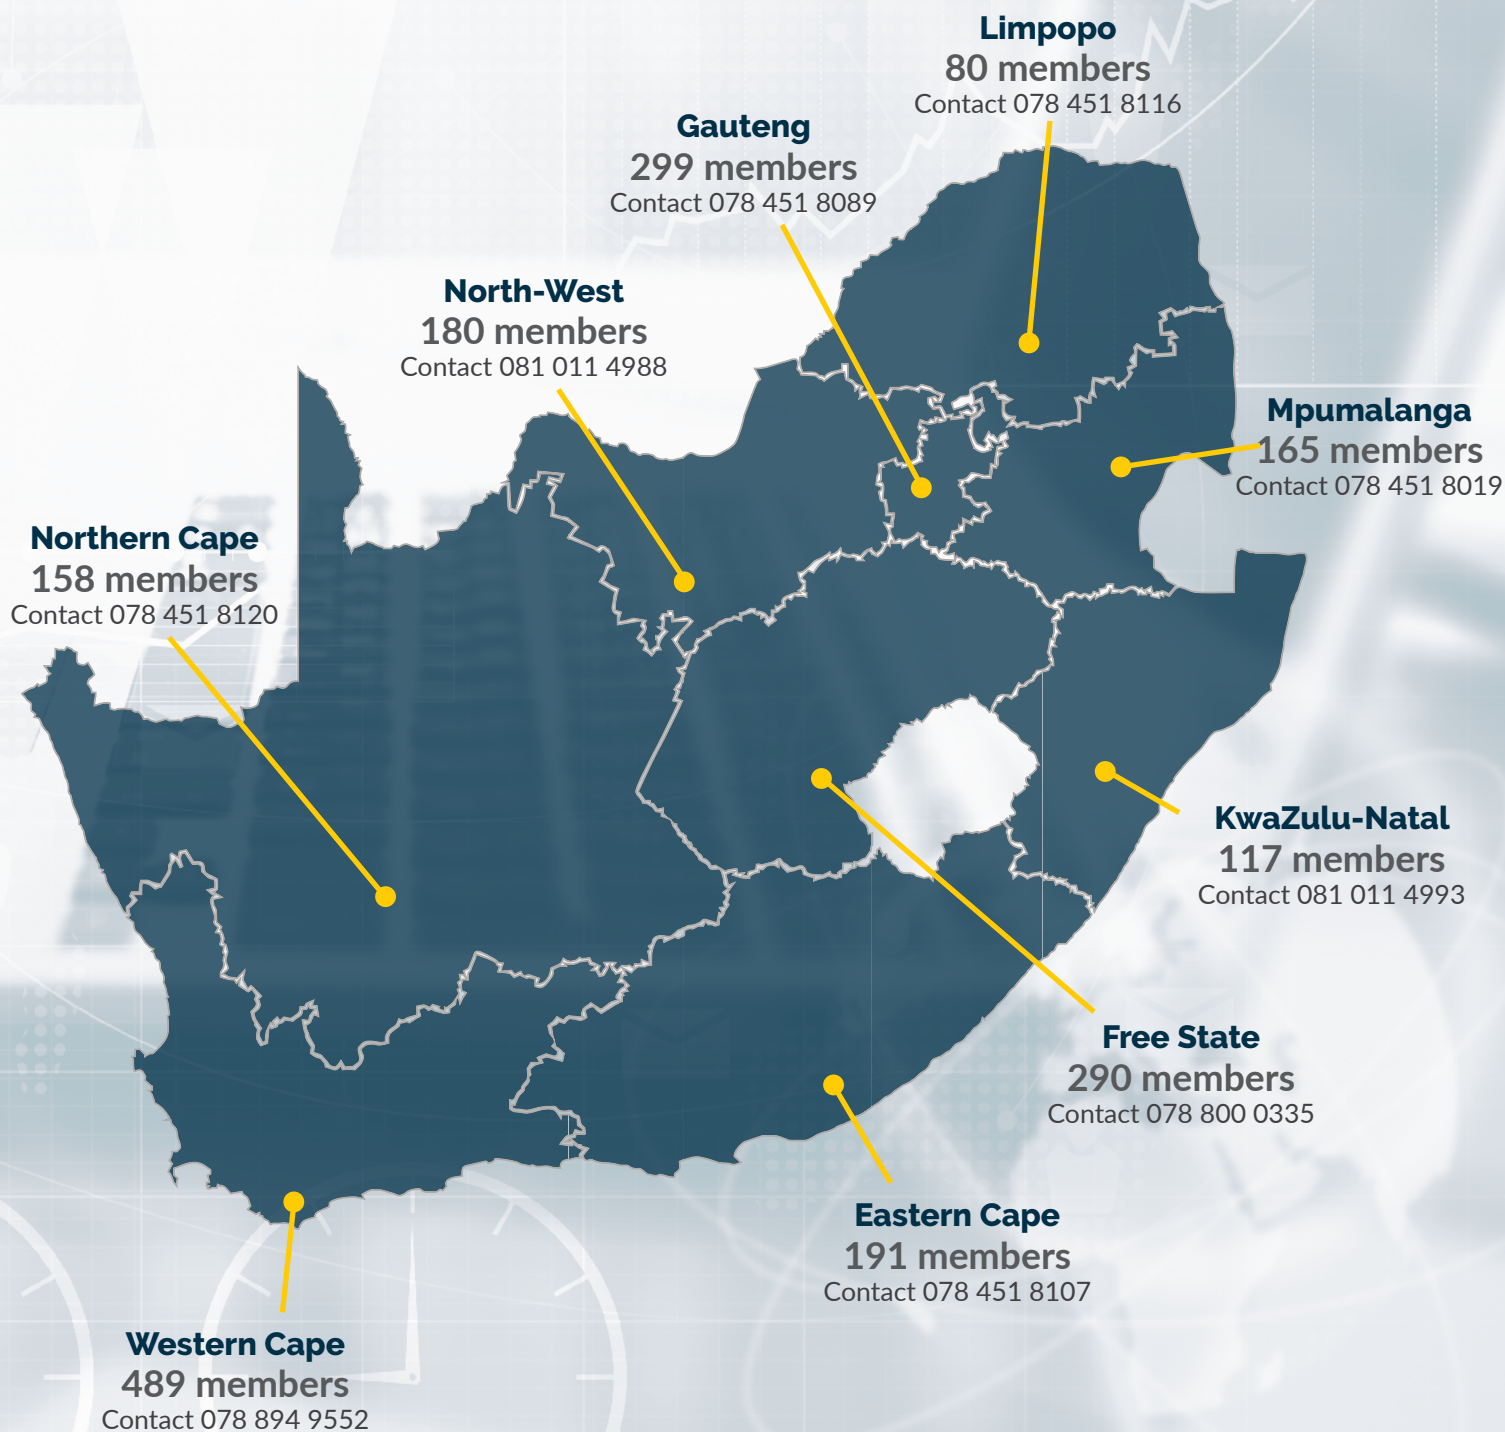 Limpopo
80 members
Contact 078 451 8116
Gauteng
299 members
Contact 078 451 8089
North-West
180 members
Contact 081 011 4988
Mpumalanga
165 members
Contact 078 451 8019
Northern Cape
158 members
Contact 078 451 8120
KwaZulu-Natal
117 members
Contact 081 011 4993
Free State
290 members
Contact 078 800 0335
Eastern Cape
191 members
Contact 078 451 8107
Western Cape
489 members
Contact 078 894 9552